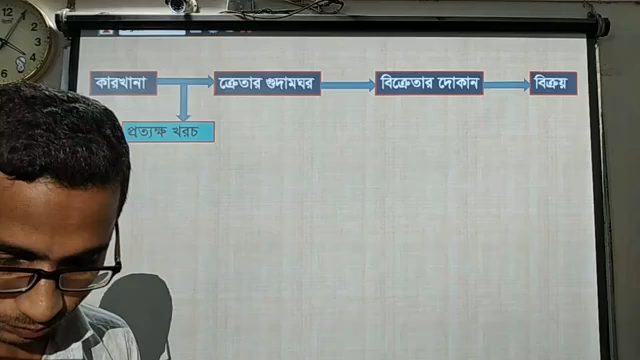 কারখানা ক্রেতার গুদামঘর বিক্রেতার দোকান বিক্রয়
প্রত্যক্ষ খরচ